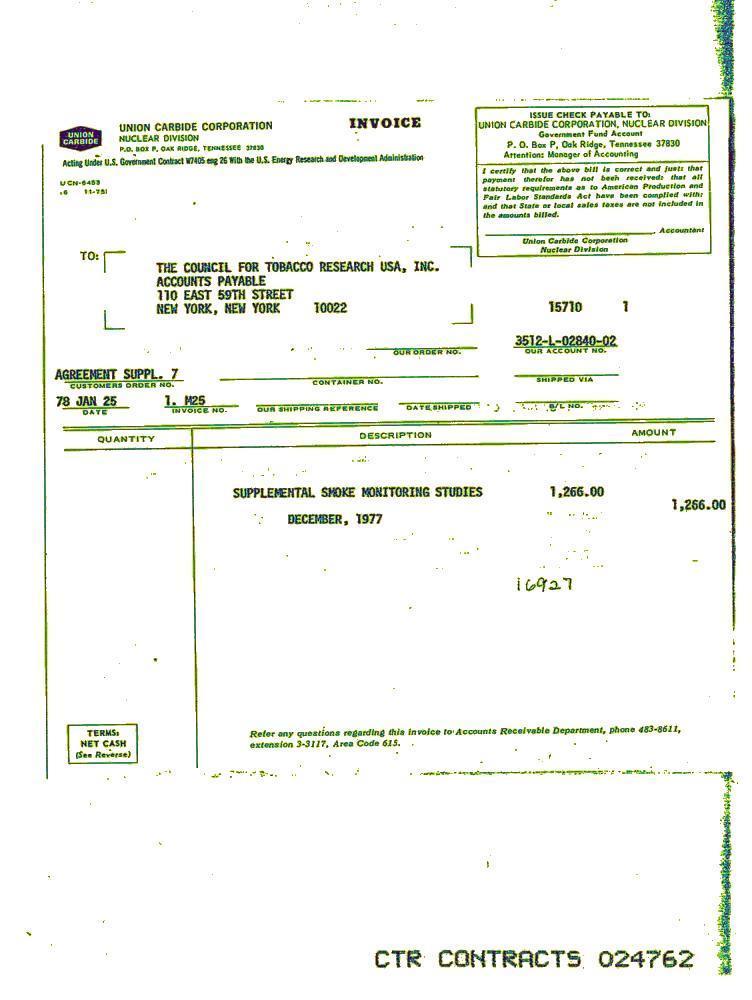 UNION CARBIDE
UNION CARBIDE CORPORATION
NUCLEAR DIVISION
P.O. BOX P, OAK RIDGE, TENNESSEE 37830
INVOICE
Acting Under U.S. Government Contract W7405 eng 26 With the U.S. Energy Research and Development Administration
UCN-6453
11-75)
ISSUE CHECK PAYABLE TO:
UNION CARBIDE CORPORATION, NUCLEAR DIVISION
Government Fund Account
P. O. Box P, Oak Ridge, Tennessee 37830
Attention: Manager of Accounting
I certify that the above bill is correct and just; that
payment therefor has not been received; that all
statutory requirements as to American Production and
Fair Labor Standards Act have been complied with;
and that State or local sales taxes are not included in
the amounts billed.
Accountant
Union Carbide Corporation
Nuclear Division
TO:
THE COUNCIL FOR TOBACCO RESEARCH USA, INC.
ACCOUNTS PAYABLE
110 EAST 59TH STREET
NEW YORK, NEW YORK 10022
15710 1
3512-L-02840-02
OUR ORDER NO. OUR ACCOUNT NO.
AGREEMENT SUPPL. 7
CUSTOMERS ORDER NO. CONTAINER NO. SHIPPED VIA
78 JAN 25 1. M25
DATE INVOICE NO. OUR SHIPPING REFERENCE DATE SHIPPED B/L NO.
QUANTITY DESCRIPTION AMOUNT
SUPPLEMENTAL SMOKE MONITORING STUDIES 1,266.00
1,266.00
DECEMBER, 1977
16927
TERMS:
NET CASH
(See Reverse)
Refer any questions regarding this invoice to Accounts Receivable Department, phone 483-8611,
extension 3-3117, Area Code 615.
CTR CONTRACTS 024762